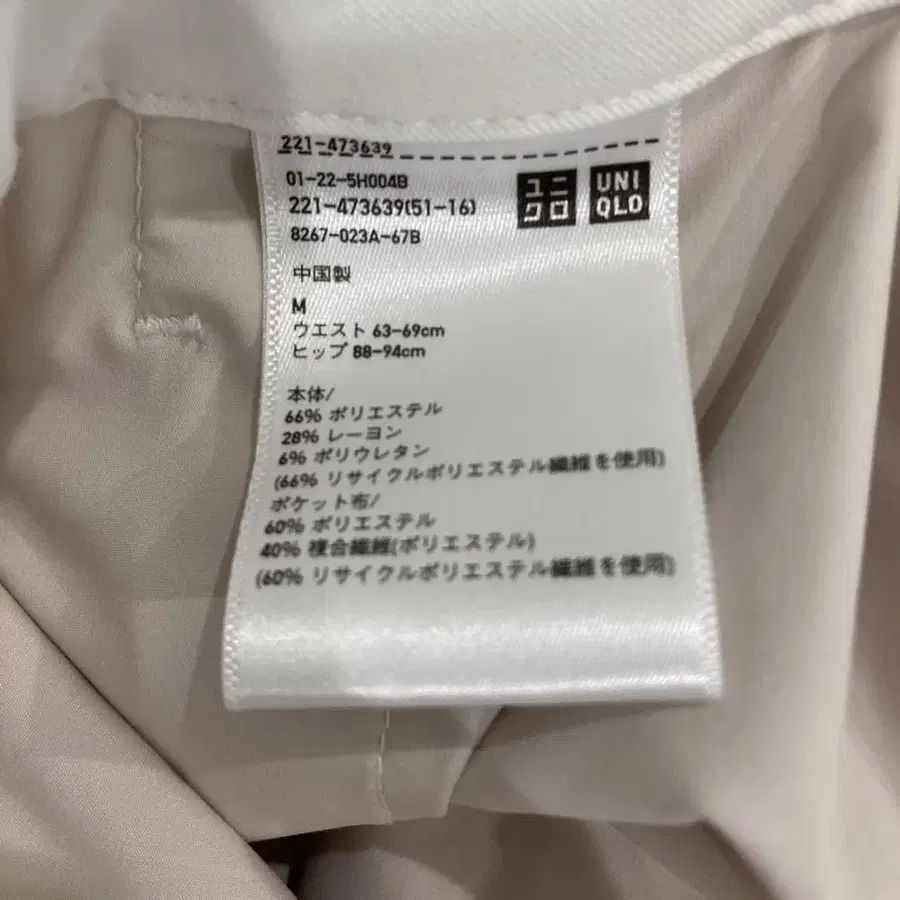 221-473639
01-22-5H004B
221-473639(51-16)
8267-023A-67B
ユニ
クロ
UNI
QLO
中国製
M
ウエスト 63-69cm
ヒップ 88-94cm
本体/
66% ポリエステル
28% レーヨン
6% ポリウレタン
(66% リサイクルポリエステル繊維を使用)
ポケット布/
60% ポリエステル
40% 複合繊維(ポリエステル)
(60% リサイクルポリエステル繊維を使用)